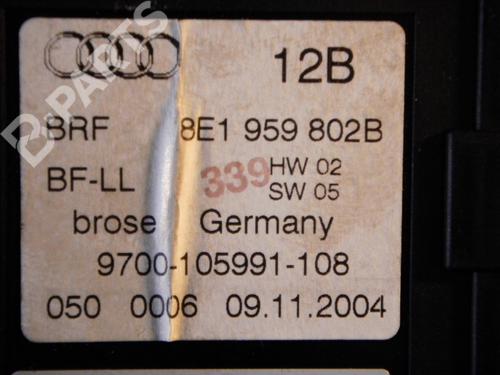 12B
BRF 8E1 959 802B
BF-LL 339 HW 02
SW 05
brose Germany
9700-105991-108
050 0006 09.11.2004
B-PARTS